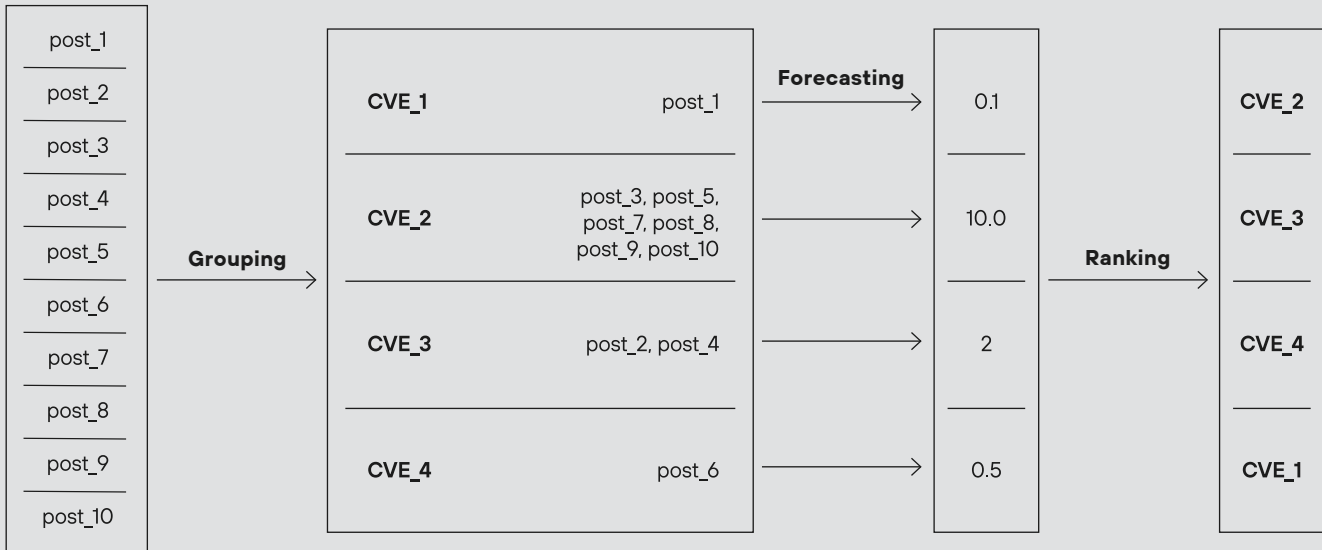 post_1
post_2
post_3
post_4
post_5
post_6
post_7
post_8
post_9
post_10
Grouping
CVE_1
post_1
CVE_2
post_3, post_5,
post_7, post_8,
post_9, post_10
CVE_3
post_2, post_4
CVE_4
post_6
Forecasting
0.1
10.0
2
0.5
Ranking
CVE_2
CVE_3
CVE_4
CVE_1